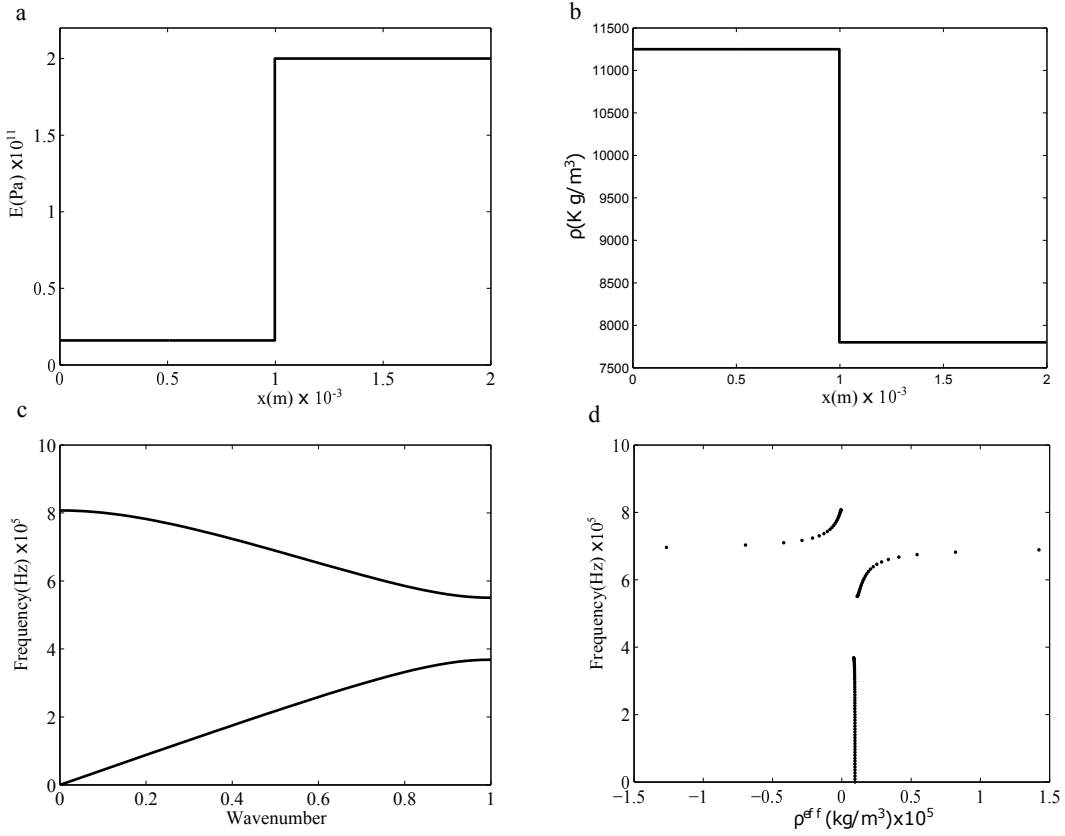 a
2
1.5
1
0.5
0
E(Pa) x10^11
0 0.5 1 1.5 2
x(m) × 10^-3
b
11500
11000
10500
10000
9500
9000
8500
8000
7500
ρ(K g/m^3)
0 0.5 1 1.5 2
x(m) × 10^-3
c
10
8
6
4
2
0
Frequency(Hz) x10^5
0 0.2 0.4 0.6 0.8 1
Wavenumber
d
10
8
6
4
2
0
Frequency(Hz) x10^5
−1.5 −1 −0.5 0 0.5 1 1.5
ρ^eff (kg/m^3)x10^5